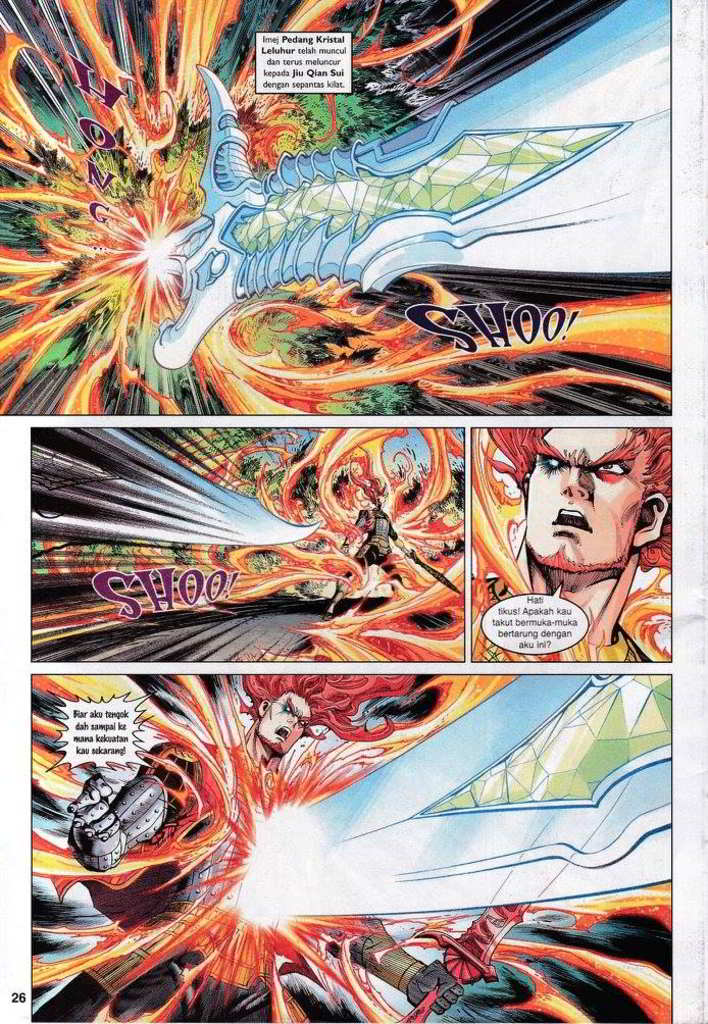 Imej Pedang Kristal
Leluhur telah muncul
dan terus meluncur
kepada Jiu Qian Sui
dengan sepantas kilat.
HONG...
SHOO!
SHOO!
Hati
tikus! Apakah kau
takut bermuka-muka
bertarung dengan
aku ini?
Biar aku tengok
dah sampai ke
mana kekuatan
kau sekarang!
26